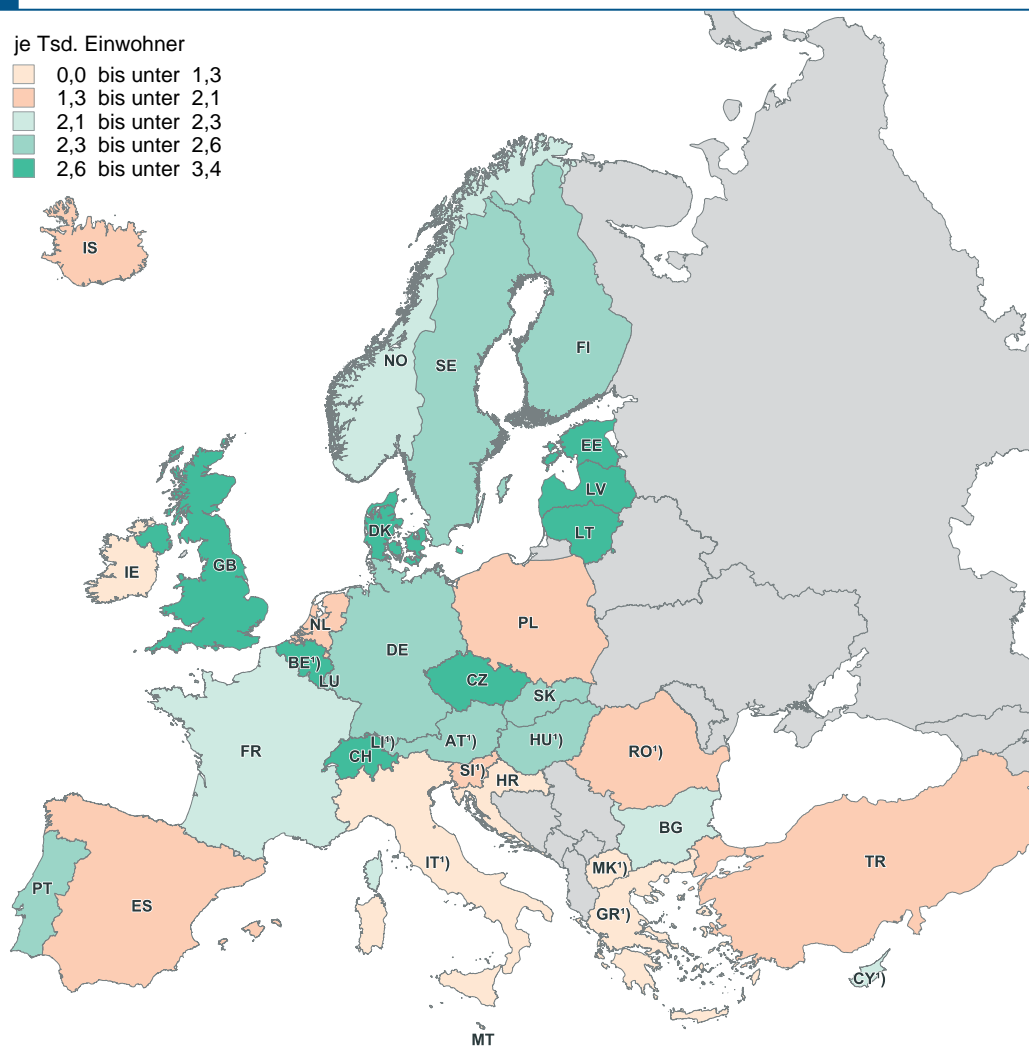 je Tsd. Einwohner
0,0 bis unter 1,3
1,3 bis unter 2,1
2,1 bis unter 2,3
2,3 bis unter 2,6
2,6 bis unter 3,4
IS
NO
SE
FI
EE
LV
LT
DK
IE
GB
NL
PL
DE
BE¹)
LU
CZ
SK
FR
LI¹)
CH
AT¹)
HU¹)
SI¹)
HR
RO¹)
BG
IT¹)
MK¹)
TR
PT
ES
GR¹)
CY¹)
MT